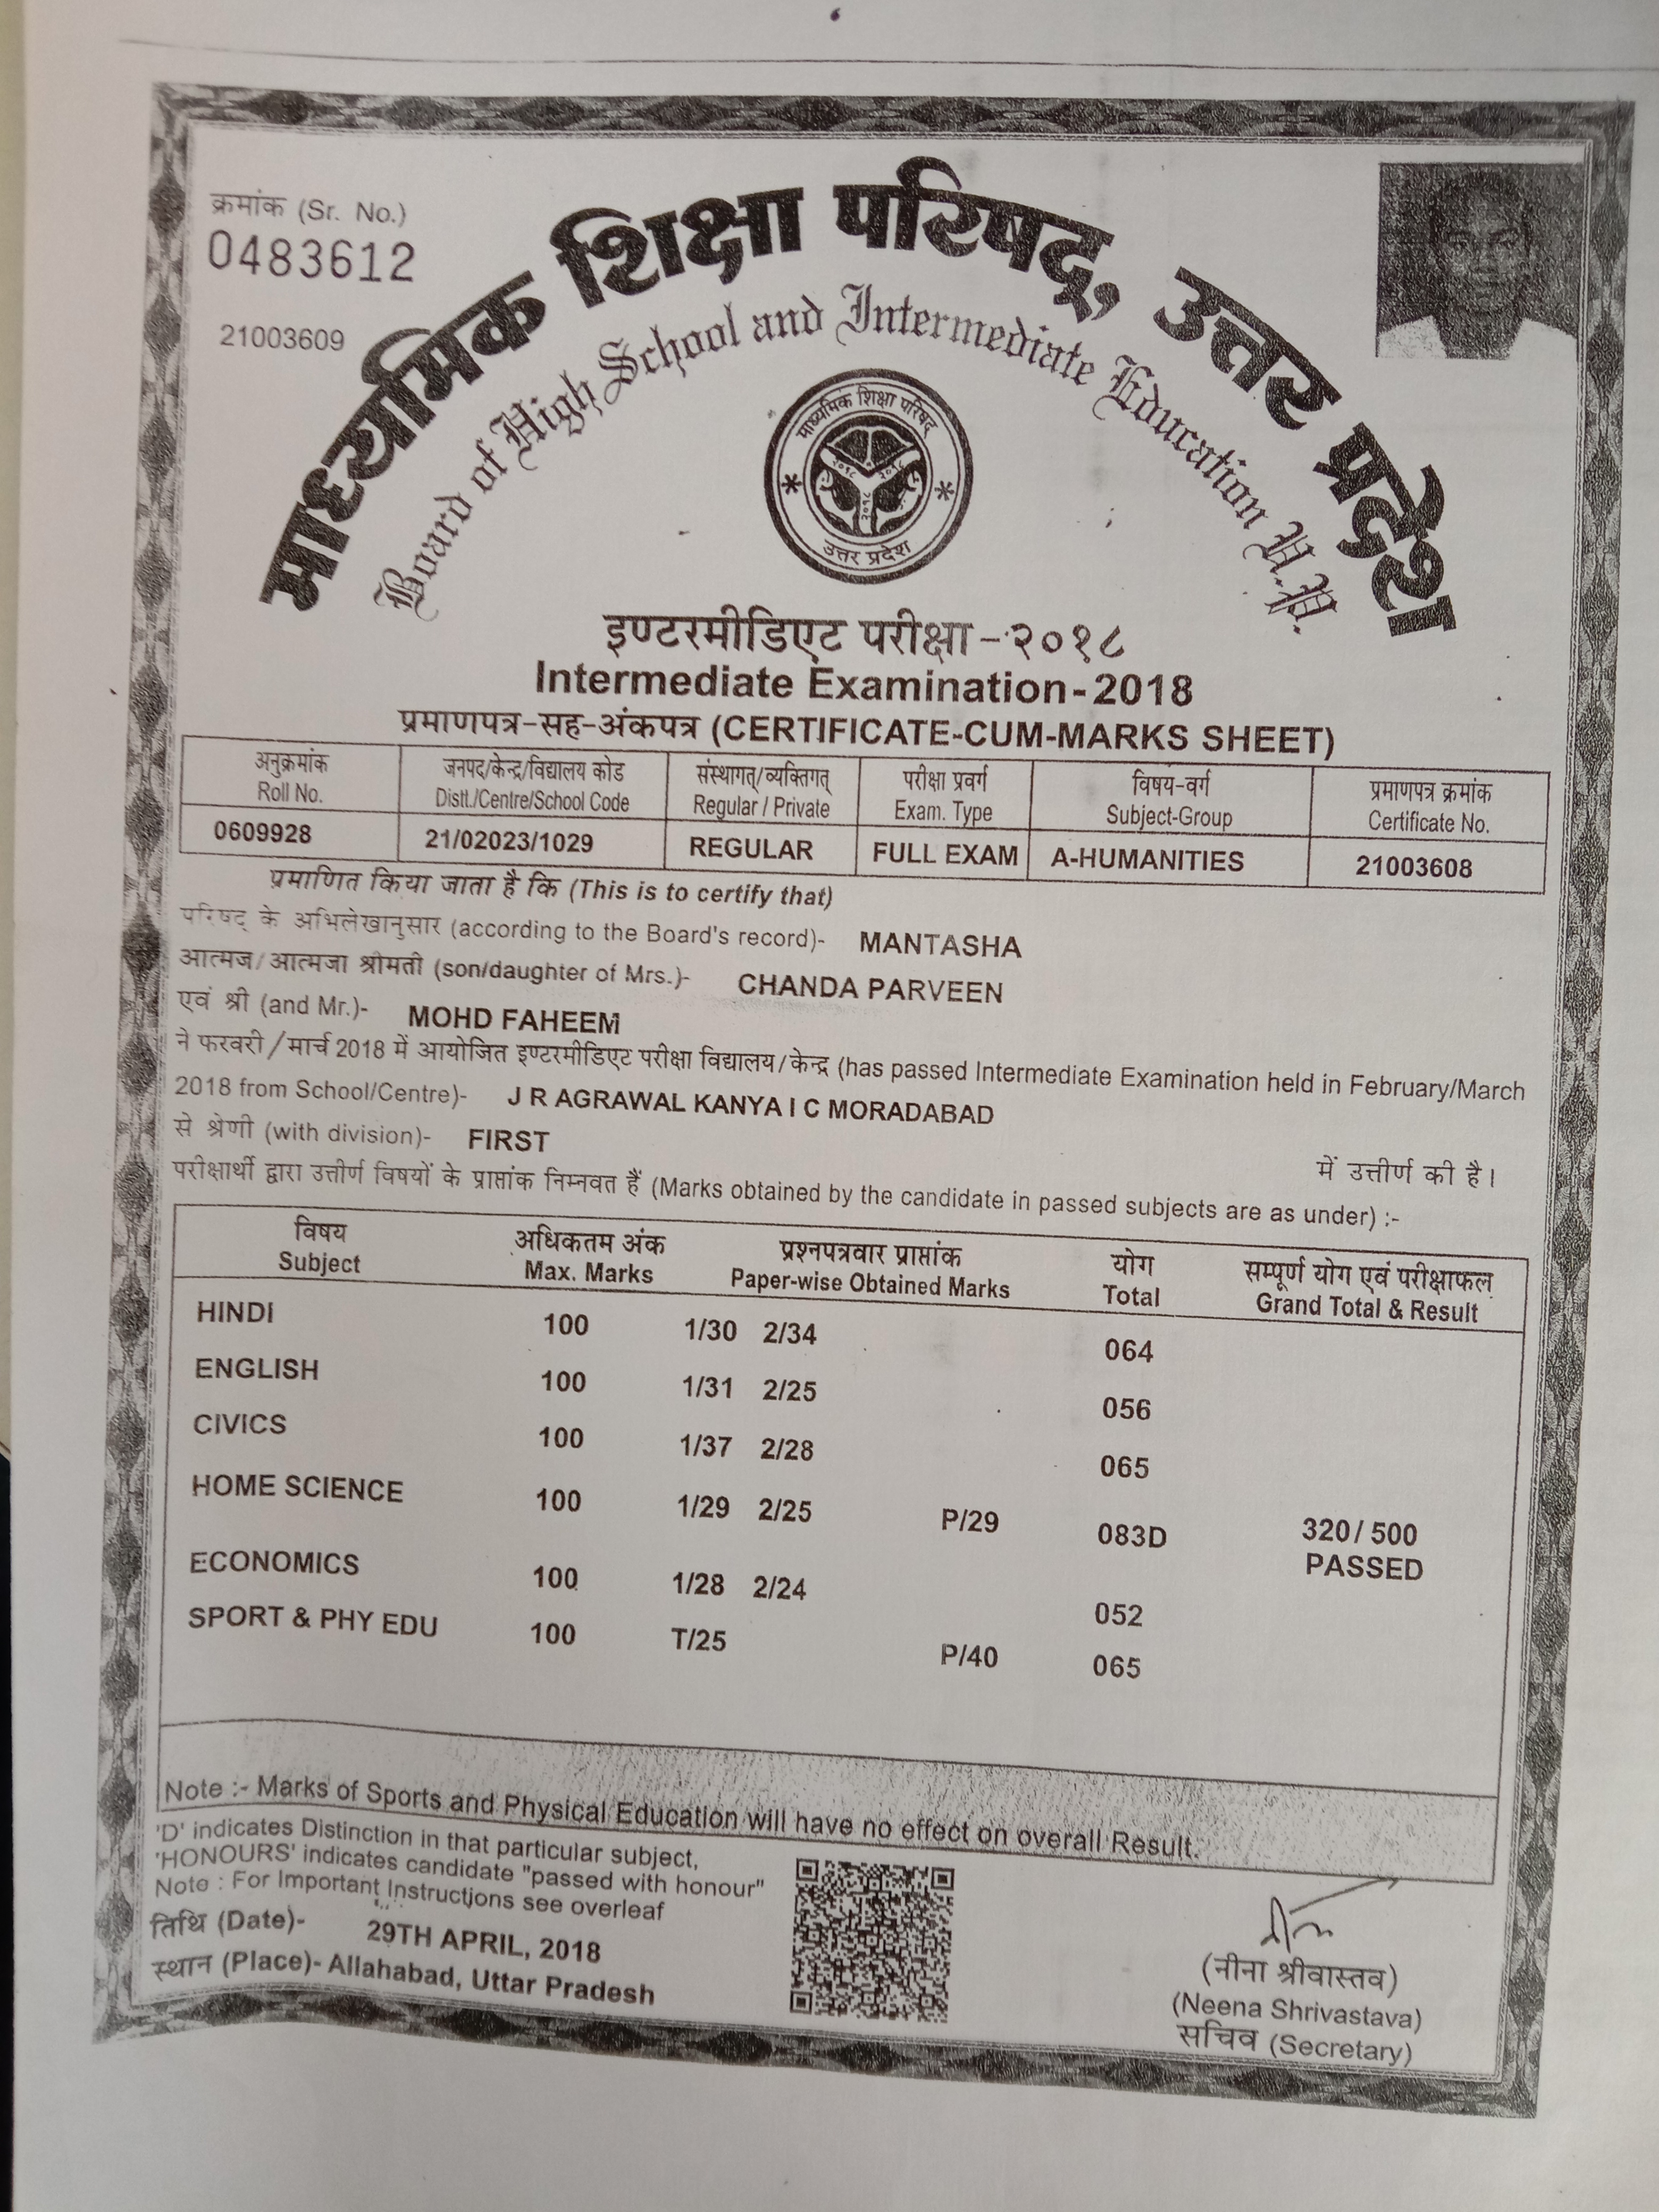 क्रमांक (Sr. No.)
0483612
21003609
माध्यमिक शिक्षा परिषद्, उत्तर प्रदेश
Board of High School and Intermediate Education U.P.
माध्यमिक शिक्षा परिषद्
२०१८ २०१८
२०१८
उत्तर प्रदेश
इण्टरमीडिएट परीक्षा-२०१८
Intermediate Examination-2018
प्रमाणपत्र-सह-अंकपत्र (CERTIFICATE-CUM-MARKS SHEET)
अनुक्रमांक जनपद/केन्द्र/विद्यालय कोड संस्थागत्/व्यक्तिगत् परीक्षा प्रवर्ग विषय-वर्ग प्रमाणपत्र क्रमांक
Roll No. Distt./Centre/School Code Regular / Private Exam. Type Subject-Group Certificate No.
0609928 21/02023/1029 REGULAR FULL EXAM A-HUMANITIES 21003608
प्रमाणित किया जाता है कि (This is to certify that)
परिषद् के अभिलेखानुसार (according to the Board's record)- MANTASHA
आत्मज/आत्मजा श्रीमती (son/daughter of Mrs.)- CHANDA PARVEEN
एवं श्री (and Mr.)- MOHD FAHEEM
ने फरवरी/मार्च 2018 में आयोजित इण्टरमीडिएट परीक्षा विद्यालय/केन्द्र (has passed Intermediate Examination held in February/March
2018 from School/Centre)- J R AGRAWAL KANYA I C MORADABAD
से श्रेणी (with division)- FIRST में उत्तीर्ण की है।
परीक्षार्थी द्वारा उत्तीर्ण विषयों के प्राप्तांक निम्नवत हैं (Marks obtained by the candidate in passed subjects are as under) :-
विषय अधिकतम अंक प्रश्नपत्रवार प्राप्तांक योग सम्पूर्ण योग एवं परीक्षाफल
Subject Max. Marks Paper-wise Obtained Marks Total Grand Total & Result
HINDI 100 1/30 2/34 064
ENGLISH 100 1/31 2/25 056
CIVICS 100 1/37 2/28 065
HOME SCIENCE 100 1/29 2/25 P/29 083D 320/ 500
PASSED
ECONOMICS 100 1/28 2/24 052
SPORT & PHY EDU 100 T/25 P/40 065
Note :- Marks of Sports and Physical Education will have no effect on overall Result.
'D' indicates Distinction in that particular subject,
'HONOURS' indicates candidate "passed with honour"
Note : For Important Instructions see overleaf
तिथि (Date)- 29TH APRIL, 2018
स्थान (Place)- Allahabad, Uttar Pradesh
(नीना श्रीवास्तव)
(Neena Shrivastava)
सचिव (Secretary)